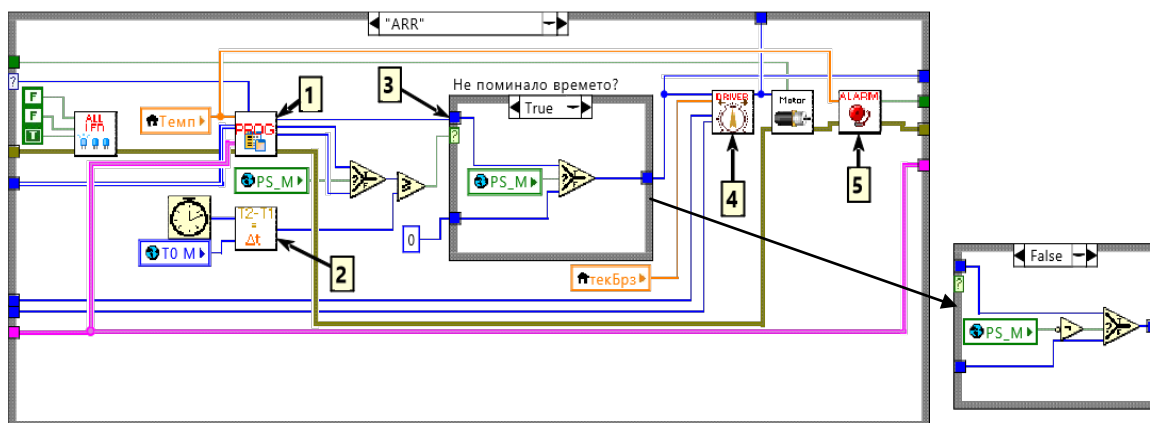 "ARR"
1
3
Не поминало времето?
True
F
F
T
ALL
LED
Темп
PROG
DRIVER
Motor
ALARM
PS_M
PS_M
4
5
T2-T1
=
Δt
T0 M
2
0
текБрз
False
PS_M